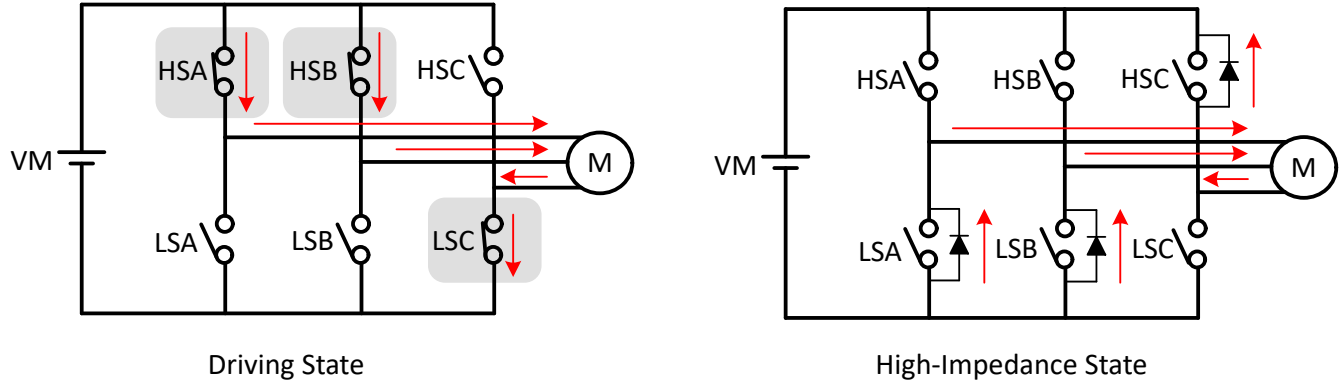 HSA
HSB
HSC
VM
M
LSA
LSB
LSC
Driving State
HSA
HSB
HSC
VM
M
LSA
LSB
LSC
High-Impedance State